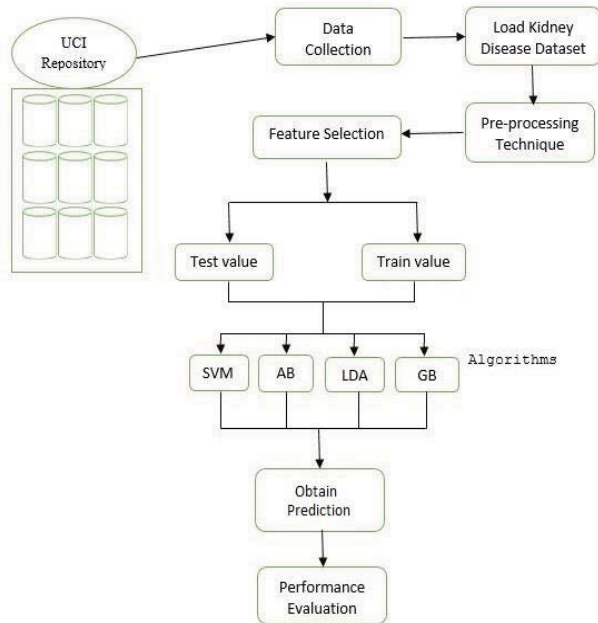 UCI
Repository
Data
Collection
Load Kidney
Disease Dataset
Pre-processing
Technique
Feature Selection
Test value
Train value
SVM
AB
LDA
GB
Algorithms
Obtain
Prediction
Performance
Evaluation